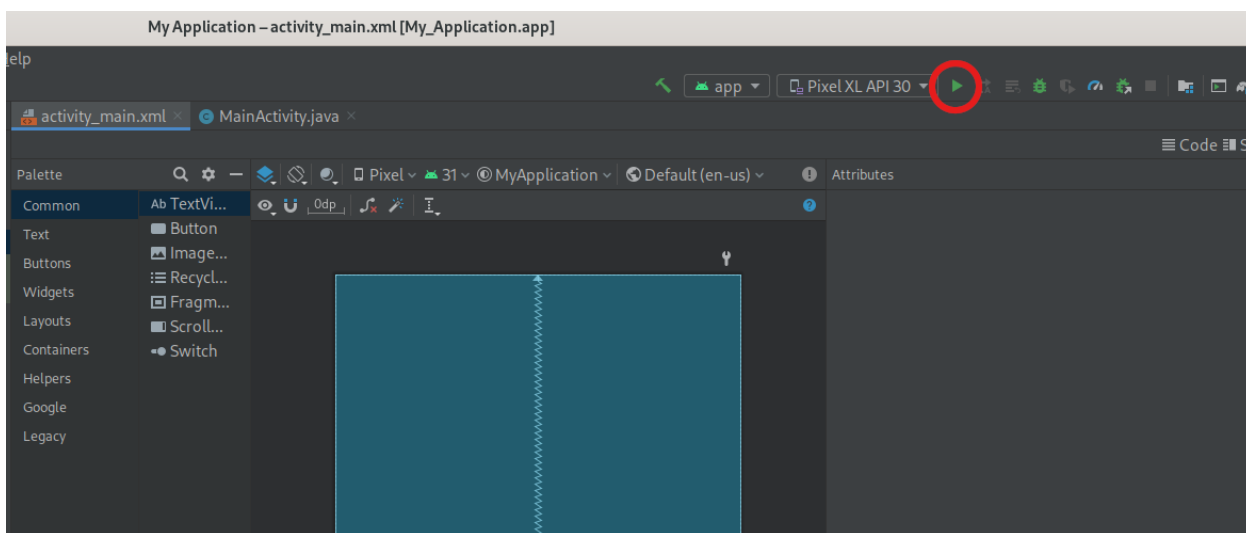 My Application – activity_main.xml [My_Application.app]
elp
app Pixel XL API 30
activity_main.xml × MainActivity.java ×
Code
Palette Pixel 31 MyApplication Default (en-us) Attributes
Common Ab TextVi... 0dp
Text Button
Buttons Image...
Widgets Recycl...
Layouts Fragm...
Containers Scroll...
Helpers Switch
Google
Legacy